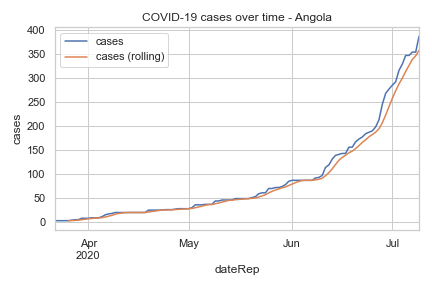 COVID-19 cases over time - Angola
cases
cases (rolling)
400
350
300
250
200
150
100
50
0
cases
Apr
2020
May
Jun
Jul
dateRep